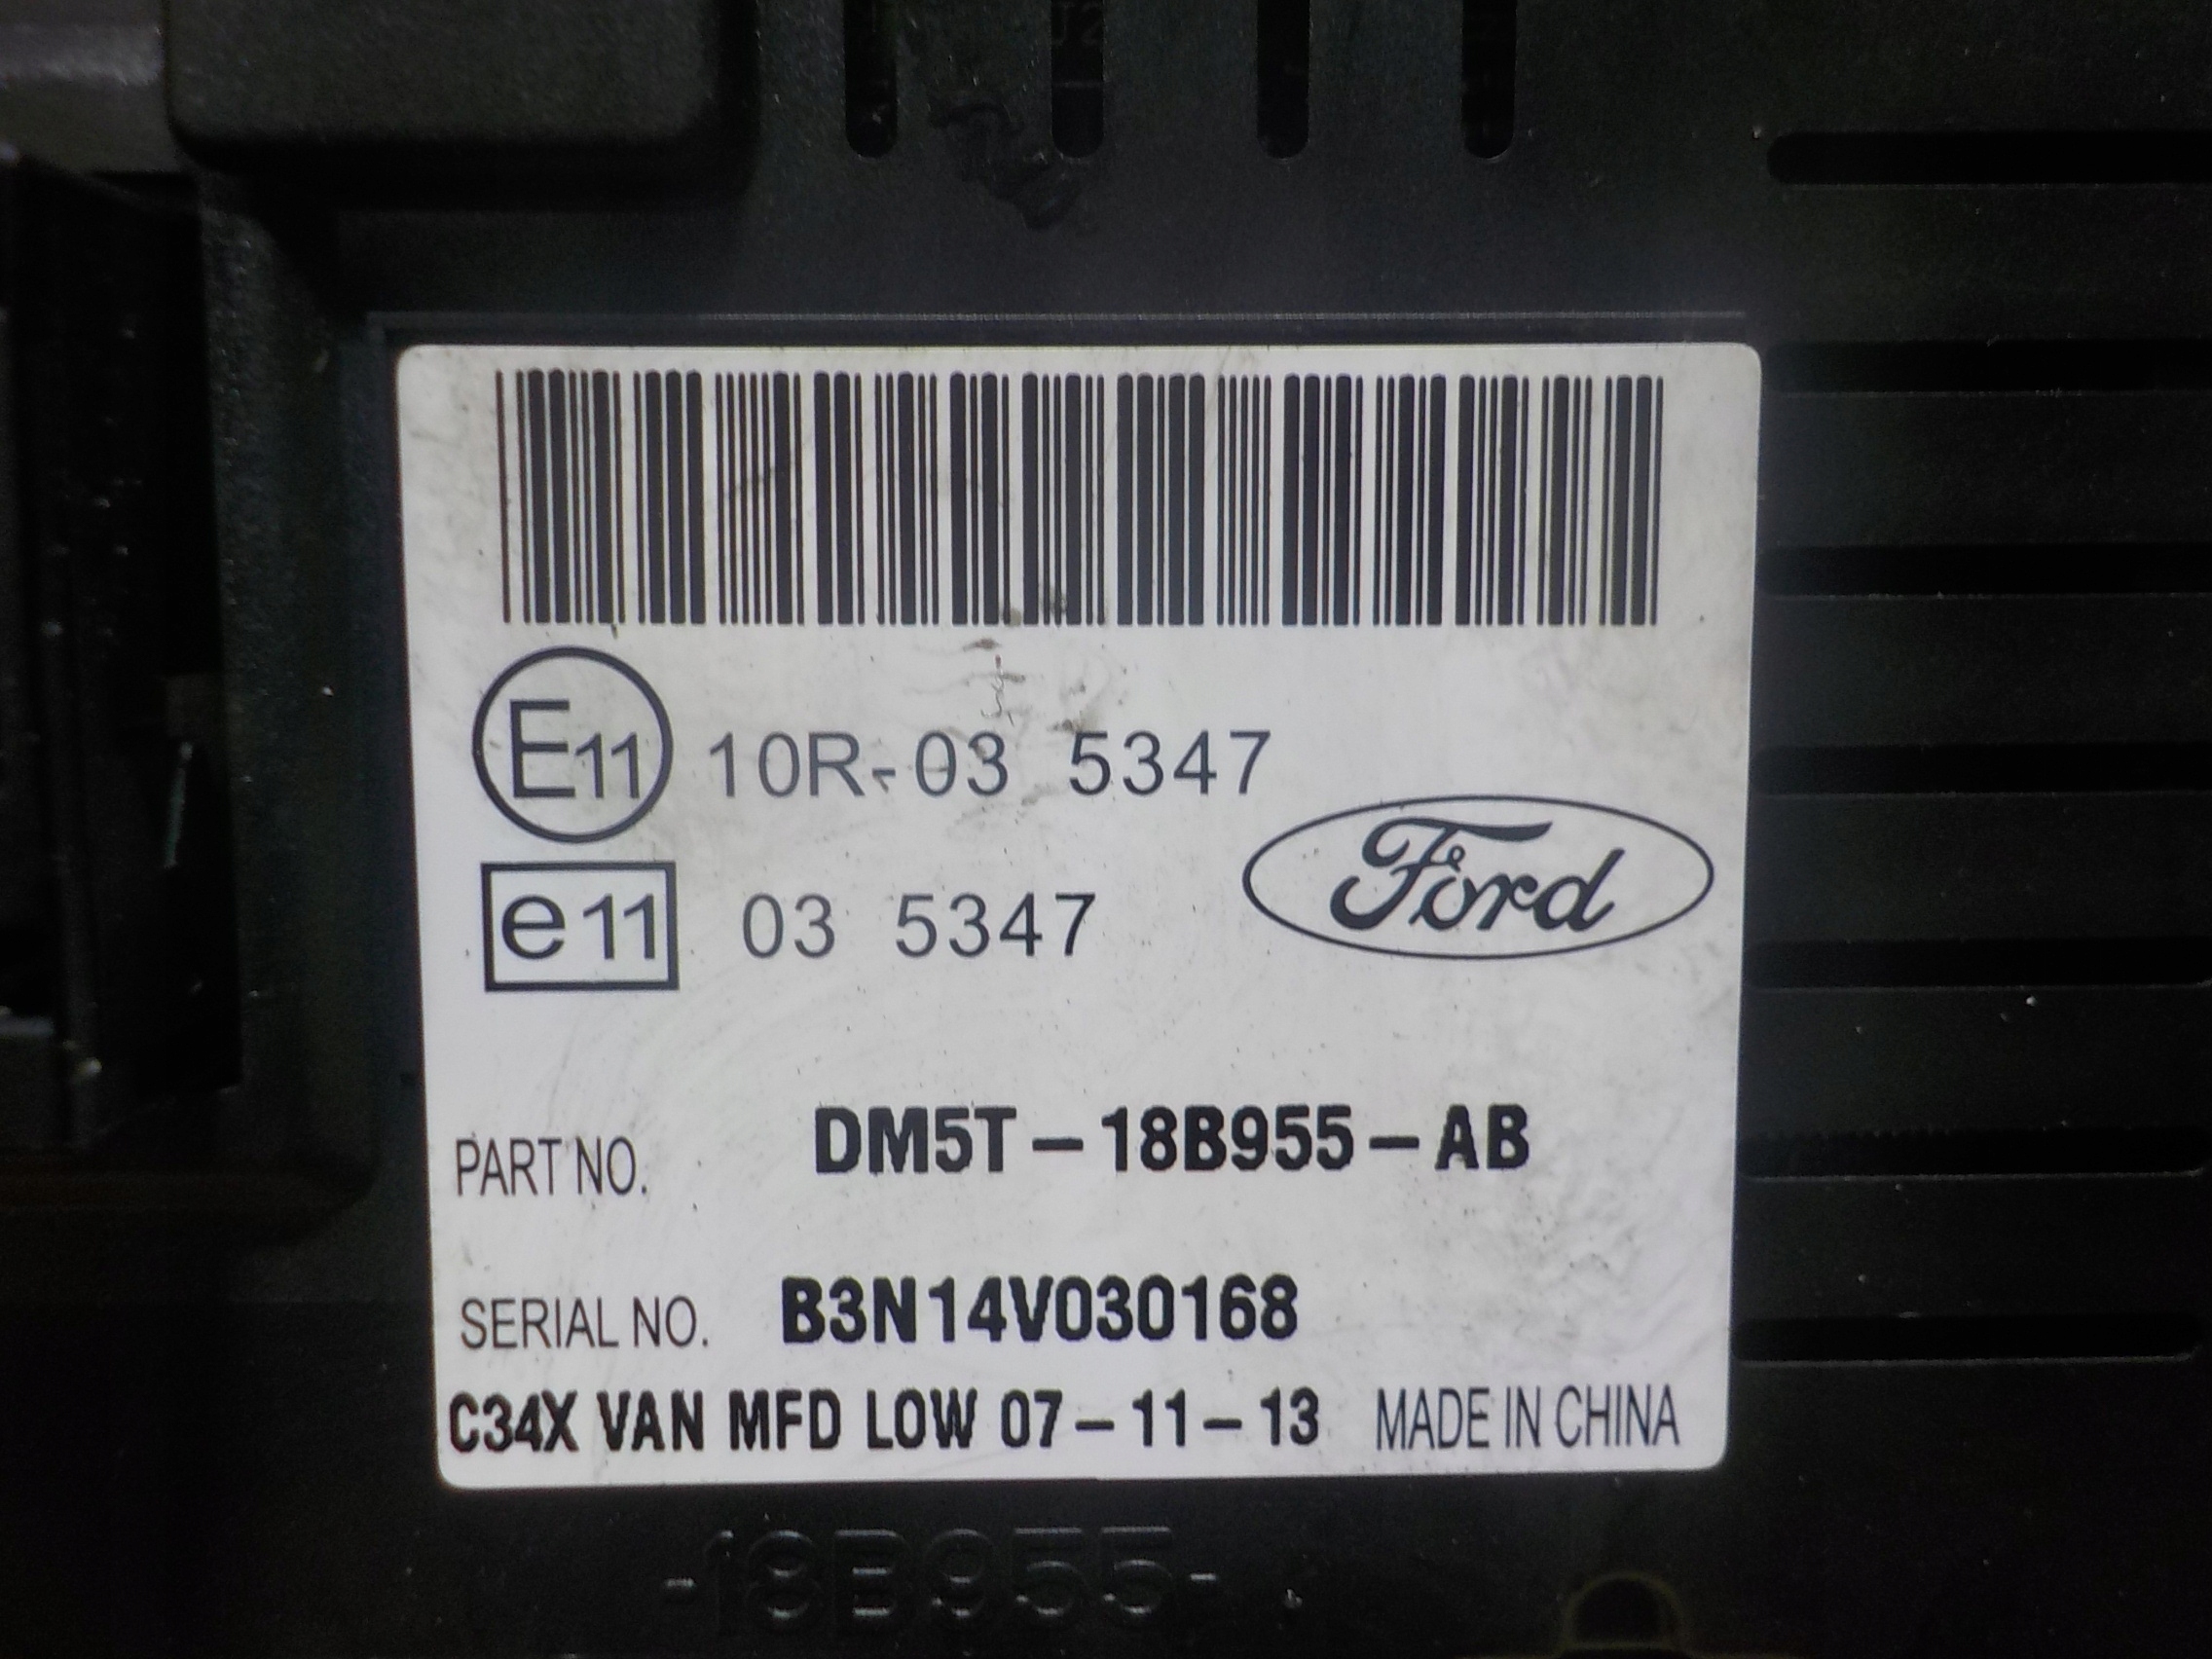 J2
E11 10R-03 5347
Ford
e11 03 5347
PART NO. DM5T-18B955-AB
SERIAL NO. B3N14V030168
C34X VAN MFD LOW 07-11-13 MADE IN CHINA
-18B955-